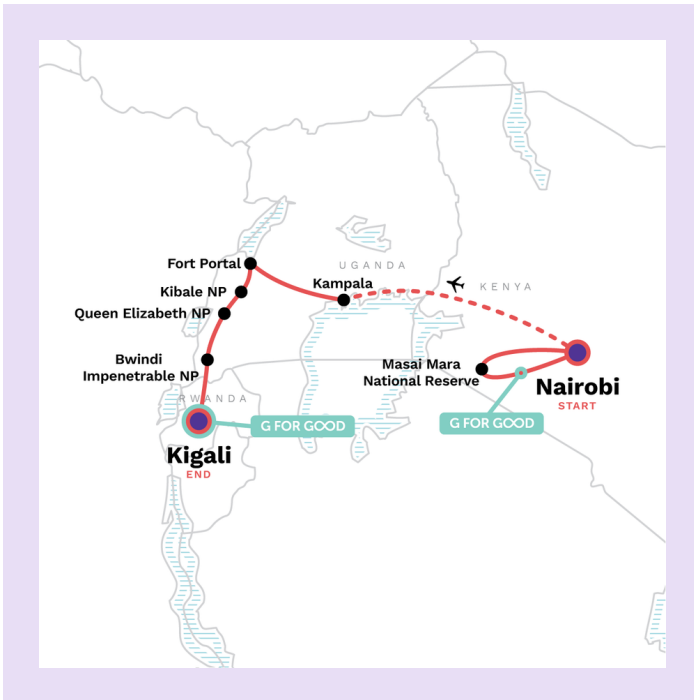 Fort Portal
UGANDA
Kampala
KENYA
Kibale NP
Queen Elizabeth NP
Bwindi
Impenetrable NP
Masai Mara
National Reserve
Nairobi
START
RWANDA
G FOR GOOD
G FOR GOOD
Kigali
END